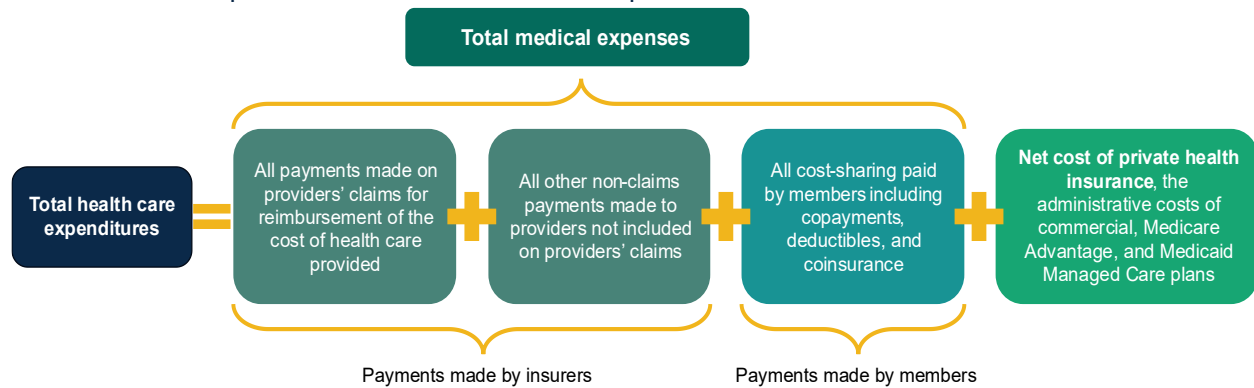 Total medical expenses
Total health care
expenditures
All payments made on
providers’ claims for
reimbursement of the
cost of health care
provided
All other non-claims
payments made to
providers not included
on providers’ claims
All cost-sharing paid
by members including
copayments,
deductibles, and
coinsurance
Net cost of private health
insurance, the
administrative costs of
commercial, Medicare
Advantage, and Medicaid
Managed Care plans
Payments made by insurers
Payments made by members